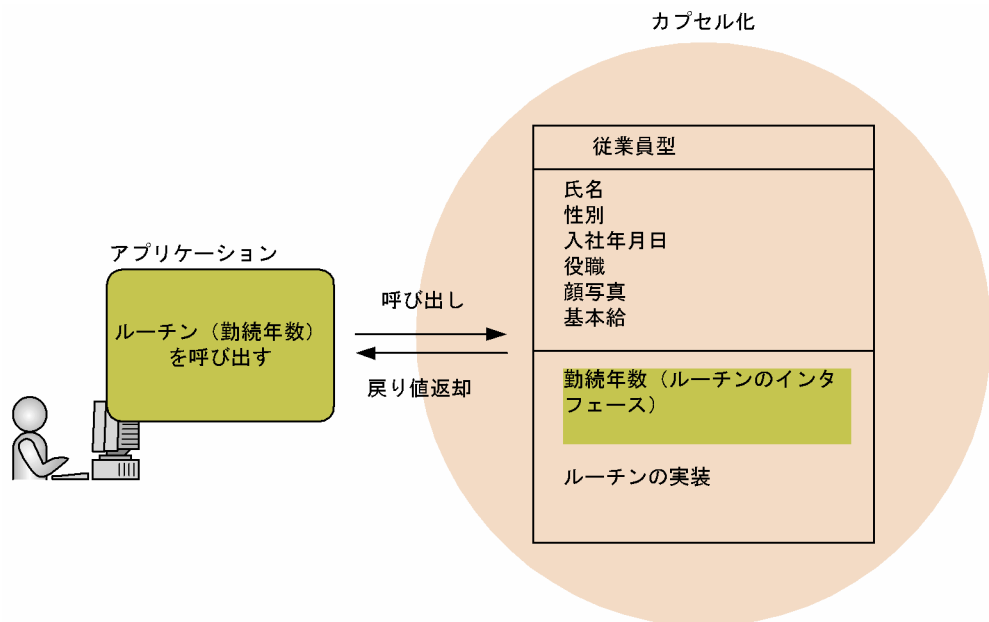 カプセル化
従業員型
氏名
性別
入社年月日
役職
顔写真
基本給
アプリケーション
ルーチン（勤続年数）
を呼び出す
呼び出し
戻り値返却
勤続年数（ルーチンのインタ
フェース）
ルーチンの実装